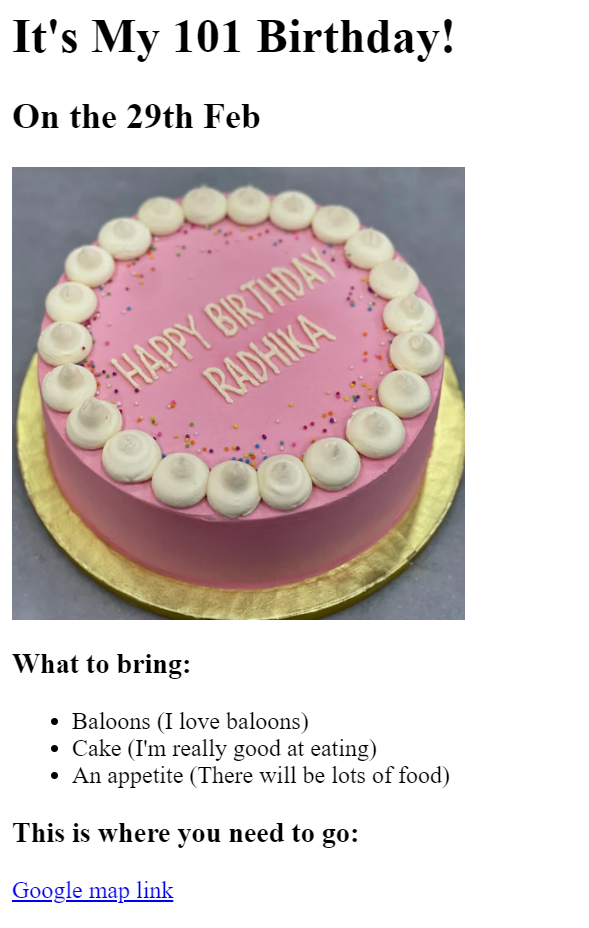 It's My 101 Birthday!
On the 29th Feb
HAPPY BIRTHDAY
RADHIKA
What to bring:
Baloons (I love baloons)
Cake (I'm really good at eating)
An appetite (There will be lots of food)
This is where you need to go:
Google map link